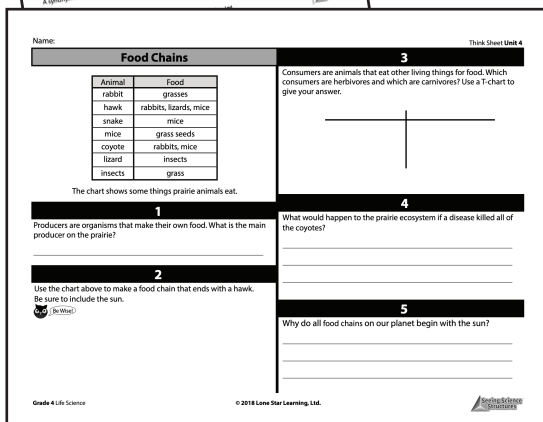 A synonym
Name:
Think Sheet Unit 4
Food Chains
Animal Food
rabbit grasses
hawk rabbits, lizards, mice
snake mice
mice grass seeds
coyote rabbits, mice
lizard insects
insects grass
The chart shows some things prairie animals eat.
1
Producers are organisms that make their own food. What is the main
producer on the prairie?
2
Use the chart above to make a food chain that ends with a hawk.
Be sure to include the sun.
Be Wise!
3
Consumers are animals that eat other living things for food. Which
consumers are herbivores and which are carnivores? Use a T-chart to
give your answer.
4
What would happen to the prairie ecosystem if a disease killed all of
the coyotes?
5
Why do all food chains on our planet begin with the sun?
Grade 4 Life Science
© 2018 Lone Star Learning, Ltd.
Seeing Science
Structures